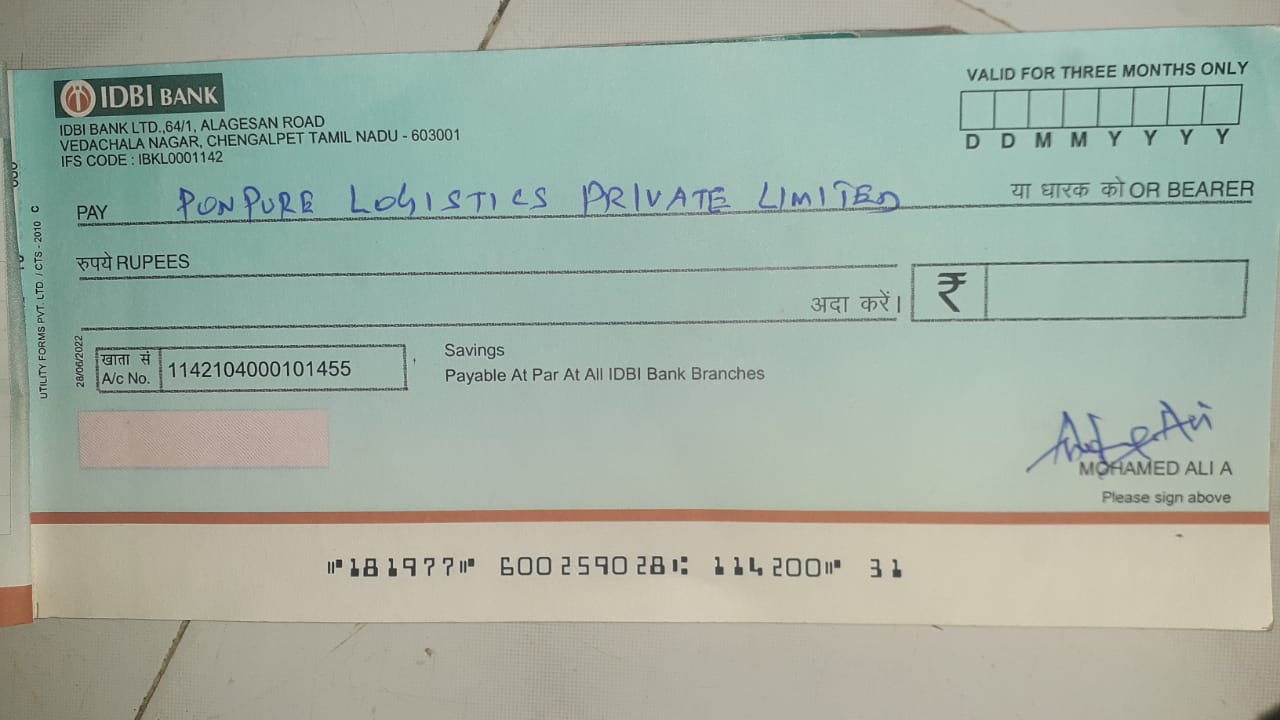 IDBI BANK
IDBI BANK LTD.,64/1, ALAGESAN ROAD
VEDACHALA NAGAR, CHENGALPET TAMIL NADU - 603001
IFS CODE : IBKL0001142
VALID FOR THREE MONTHS ONLY
D D M M Y Y Y Y
PAY PONPURE LOGISTICS PRIVATE LIMITED या धारक को OR BEARER
रुपये RUPEES
अदा करें। ₹
UTILITY FORMS PVT. LTD. / CTS - 2010 C
28/06/2022
खाता सं
A/c No. 1142104000101455
Savings
Payable At Par At All IDBI Bank Branches
MOHAMED ALI A
Please sign above
⑈181977⑈ 600259028⑆ 114200⑈ 31